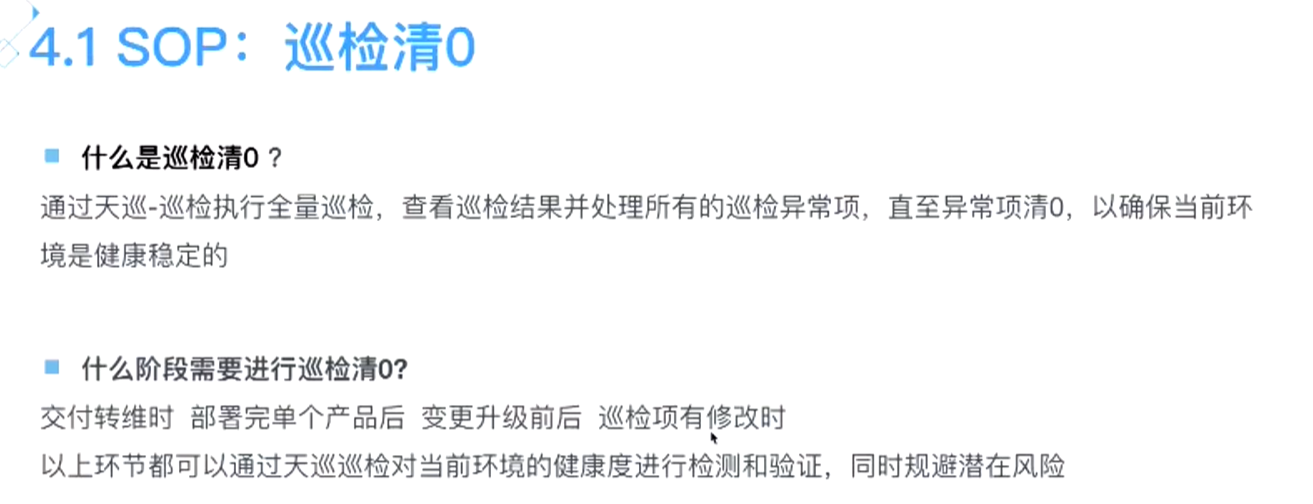 4.1 SOP：巡检清0
什么是巡检清0？
通过天巡-巡检执行全量巡检，查看巡检结果并处理所有的巡检异常项，直至异常项清0，以确保当前环
境是健康稳定的
什么阶段需要进行巡检清0?
交付转维时 部署完单个产品后 变更升级前后 巡检项有修改时
以上环节都可以通过天巡巡检对当前环境的健康度进行检测和验证，同时规避潜在风险